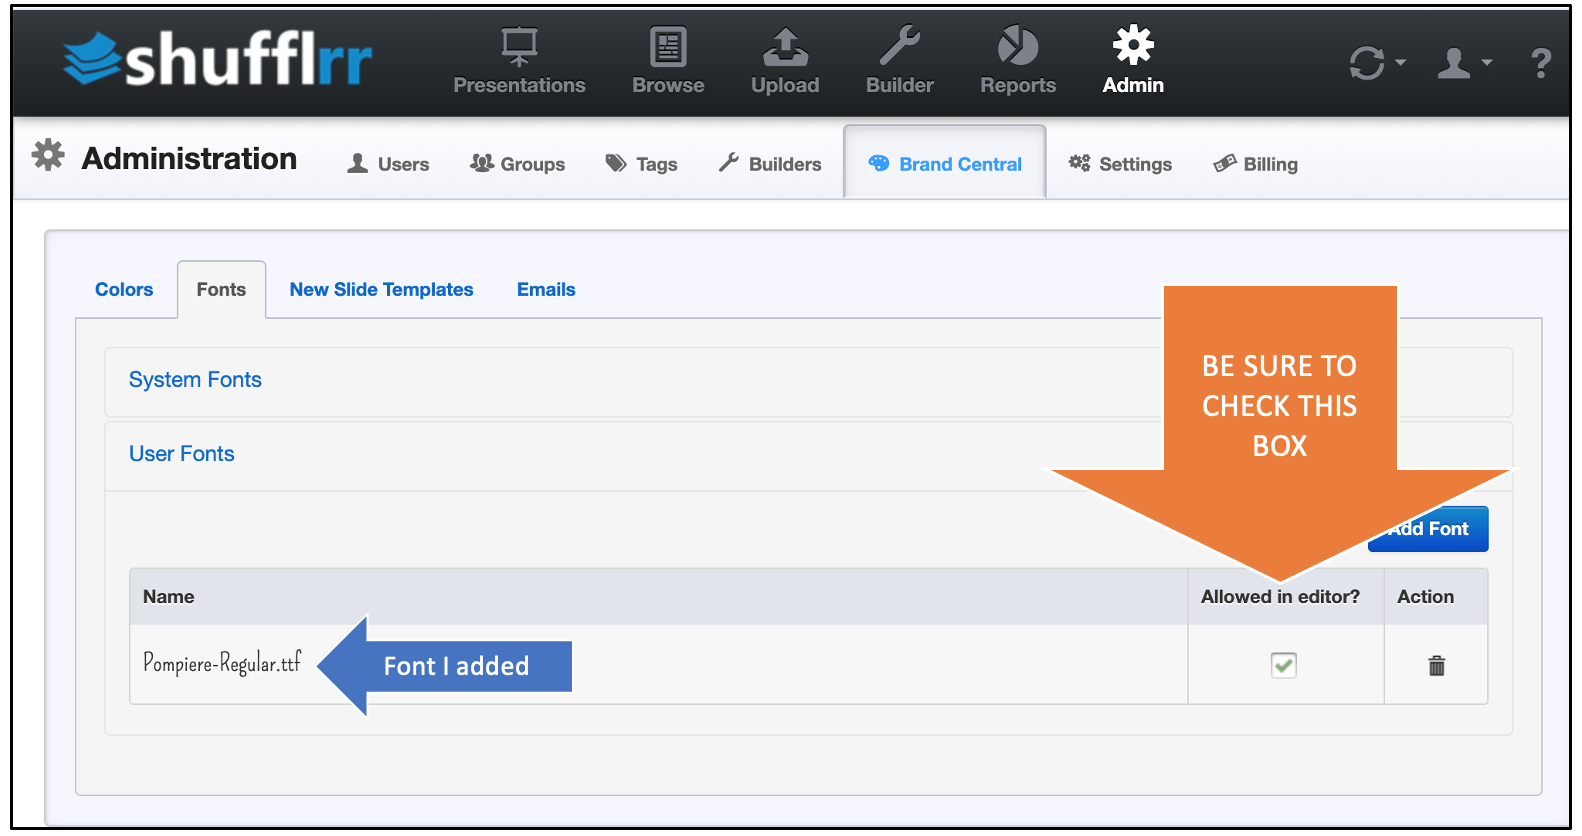 shufflrr
Presentations
Browse
Upload
Builder
Reports
Admin
?
Administration
Users
Groups
Tags
Builders
Brand Central
Settings
Billing
Colors
Fonts
New Slide Templates
Emails
BE SURE TO
CHECK THIS
BOX
System Fonts
User Fonts
Add Font
Name
Allowed in editor?
Action
Pompiere-Regular.ttf
Font I added